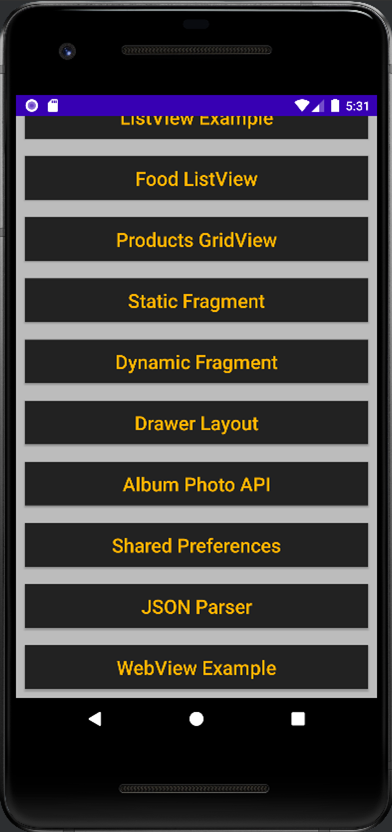 5:31
ListView Example
Food ListView
Products GridView
Static Fragment
Dynamic Fragment
Drawer Layout
Album Photo API
Shared Preferences
JSON Parser
WebView Example